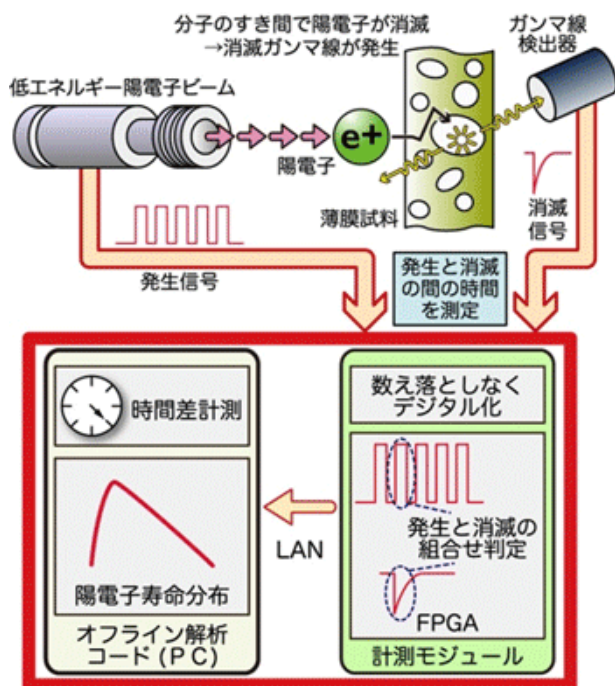 分子のすき間で陽電子が消滅
→消滅ガンマ線が発生
ガンマ線
検出器
低エネルギー陽電子ビーム
e+
陽電子
薄膜試料
消滅
信号
発生信号
発生と消滅
の間の時間
を測定
時間差計測
陽電子寿命分布
オフライン解析
コード(PC)
LAN
数え落としなく
デジタル化
発生と消滅の
組合せ判定
FPGA
計測モジュール